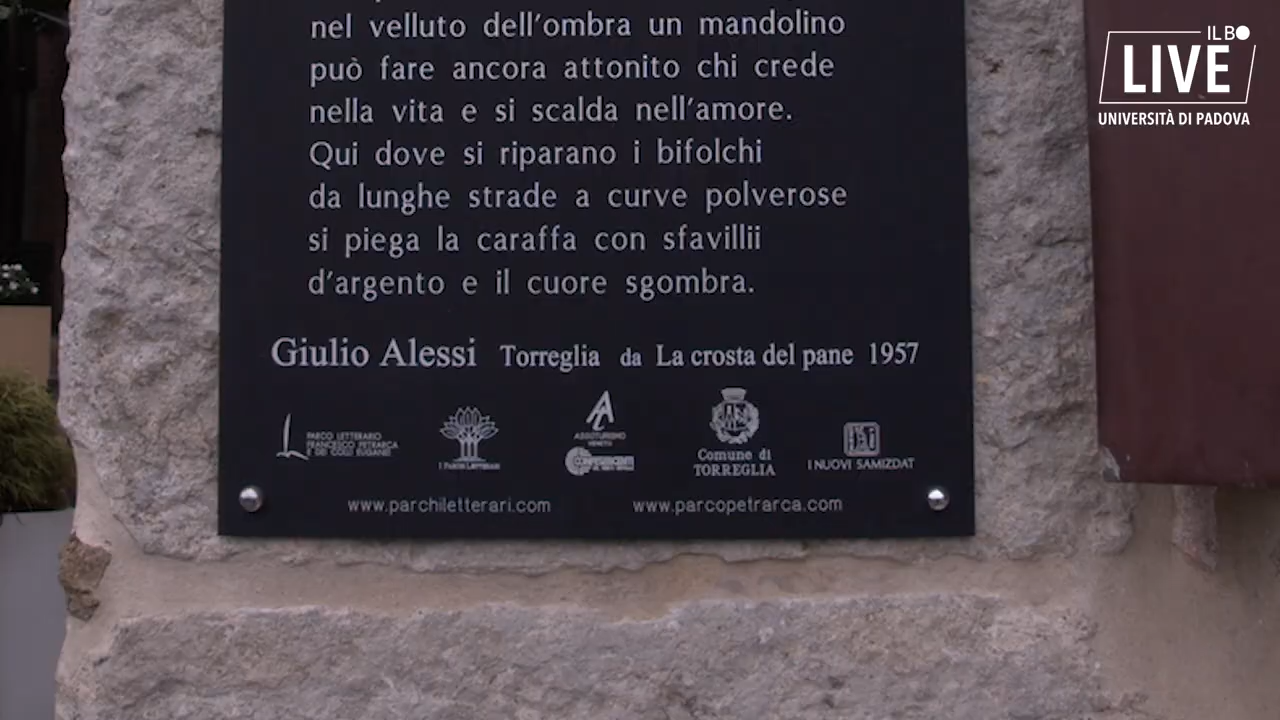 nel velluto dell'ombra un mandolino
può fare ancora attonito chi crede
nella vita e si scalda nell'amore.
Qui dove si riparano i bifolchi
da lunghe strade a curve polverose
si piega la caraffa con sfavillii
d'argento e il cuore sgombra.
Giulio Alessi Torreglia da La crosta del pane 1957
PARCO LETTERARIO
FRANCESCO PETRARCA
E DEI COLLI EUGANEI
I PARCHI LETTERARI
ASSOTURISMO
Comune di
TORREGLIA
I NUOVI SAMIZDAT
www.parchiletterari.com www.parcopetrarca.com
IL BO
LIVE
UNIVERSITÀ DI PADOVA